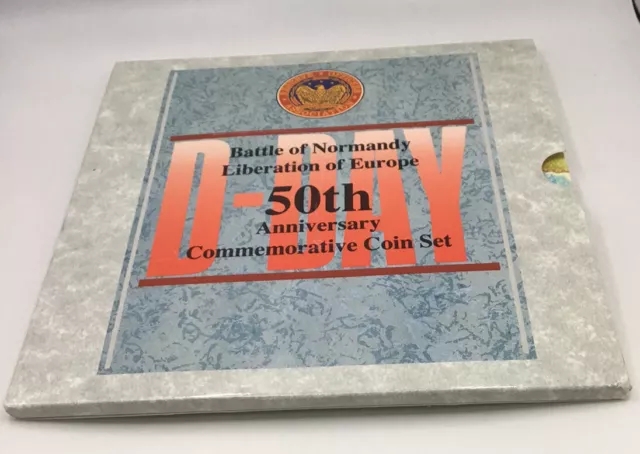 D-DAY
Battle of Normandy
Liberation of Europe
50th
Anniversary
Commemorative Coin Set